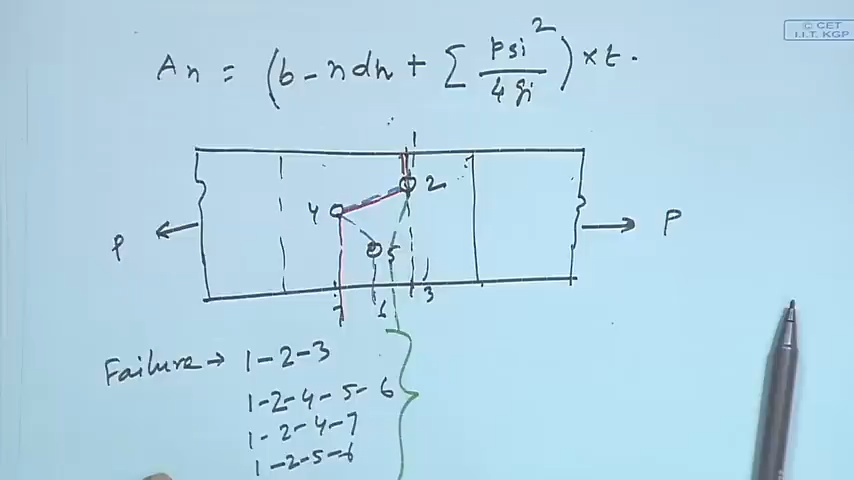 © CET
I.I.T. KGP
An = (b - ndh + Σ psi² / 4gi) × t.
1
2
4
5
P
P
3
7
6
Failure → 1-2-3
1-2-4-5-6
1-2-4-7
1-2-5-6